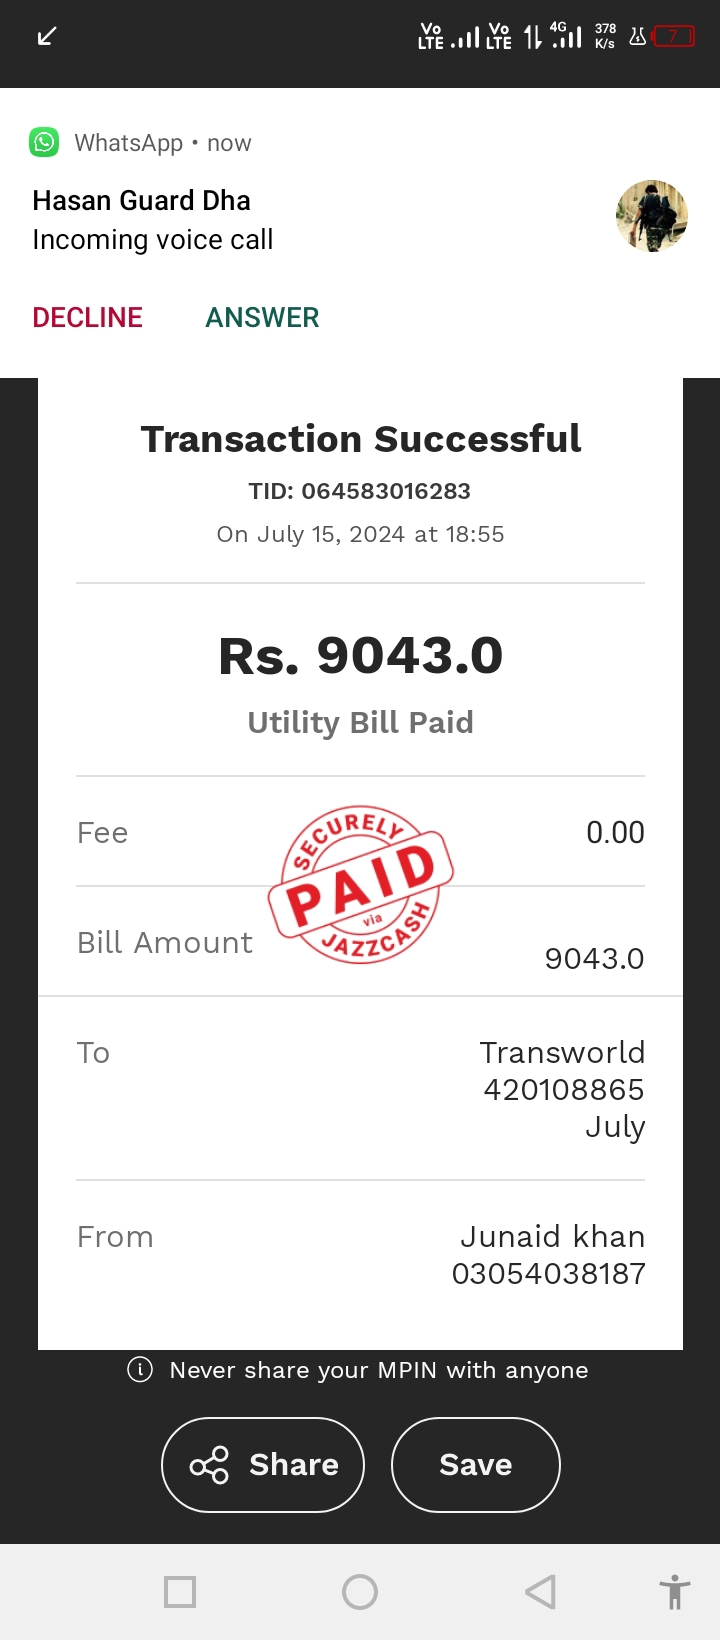 Vo LTE Vo LTE 4G 378 K/s 7
WhatsApp • now
Hasan Guard Dha
Incoming voice call
DECLINE ANSWER
Transaction Successful
TID: 064583016283
On July 15, 2024 at 18:55
Rs. 9043.0
Utility Bill Paid
Fee 0.00
SECURELY
PAID
via
JAZZCASH
Bill Amount 9043.0
To Transworld
420108865
July
From Junaid khan
03054038187
Never share your MPIN with anyone
Share Save